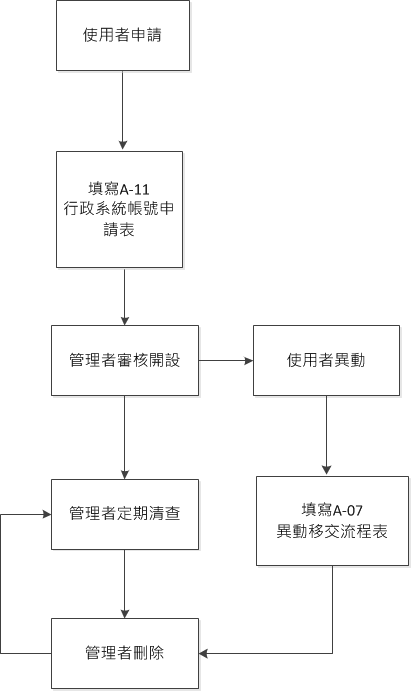 使用者申請
填寫A-11
行政系統帳號申
請表
管理者審核開設
使用者異動
管理者定期清查
填寫A-07
異動移交流程表
管理者刪除